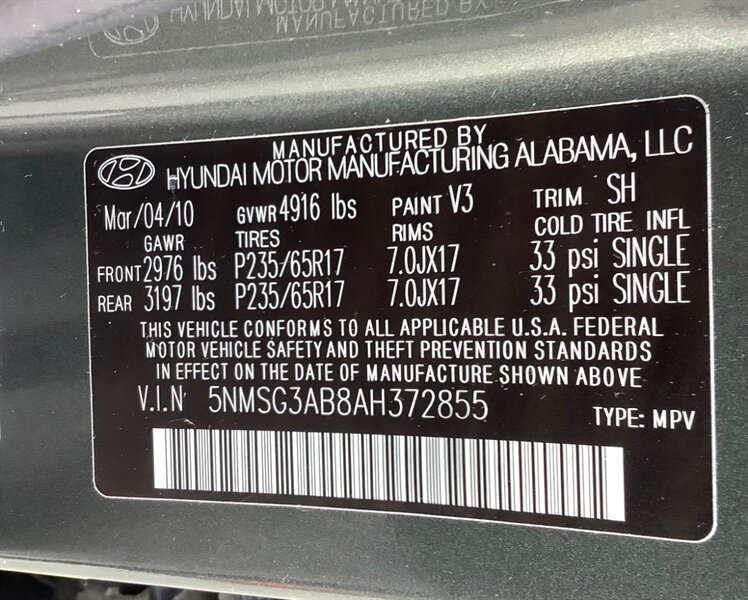 MANUFACTURED BY
HYUNDAI MOTOR MANUFACTURING ALABAMA, LLC
Mar/04/10 GVWR 4916 lbs PAINT V3 TRIM SH
GAWR TIRES RIMS COLD TIRE INFL
FRONT 2976 lbs P235/65R17 7.0JX17 33 psi SINGLE
REAR 3197 lbs P235/65R17 7.0JX17 33 psi SINGLE
THIS VEHICLE CONFORMS TO ALL APPLICABLE U.S.A. FEDERAL
MOTOR VEHICLE SAFETY AND THEFT PREVENTION STANDARDS
IN EFFECT ON THE DATE OF MANUFACTURE SHOWN ABOVE
V.I.N 5NMSG3AB8AH372855 TYPE: MPV